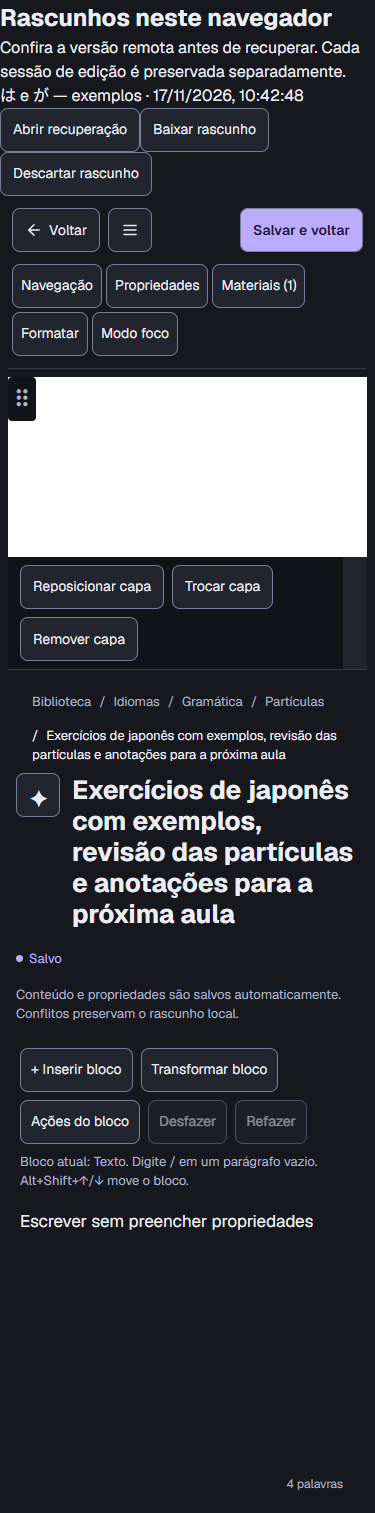 Rascunhos neste navegador
Confira a versão remota antes de recuperar. Cada
sessão de edição é preservada separadamente.
は e が — exemplos · 17/11/2026, 10:42:48
Abrir recuperação
Baixar rascunho
Descartar rascunho
← Voltar
Salvar e voltar
Navegação
Propriedades
Materiais (1)
Formatar
Modo foco
Reposicionar capa
Trocar capa
Remover capa
Biblioteca / Idiomas / Gramática / Partículas
/ Exercícios de japonês com exemplos, revisão das
partículas e anotações para a próxima aula
Exercícios de japonês
com exemplos,
revisão das partículas
e anotações para a
próxima aula
Salvo
Conteúdo e propriedades são salvos automaticamente.
Conflitos preservam o rascunho local.
+ Inserir bloco
Transformar bloco
Ações do bloco
Desfazer
Refazer
Bloco atual: Texto. Digite / em um parágrafo vazio.
Alt+Shift+↑/↓ move o bloco.
Escrever sem preencher propriedades
4 palavras